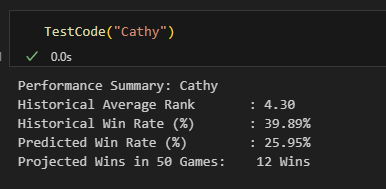 TestCode("Cathy")
0.0s
Performance Summary: Cathy
Historical Average Rank : 4.30
Historical Win Rate (%) : 39.89%
Predicted Win Rate (%) : 25.95%
Projected Wins in 50 Games: 12 Wins